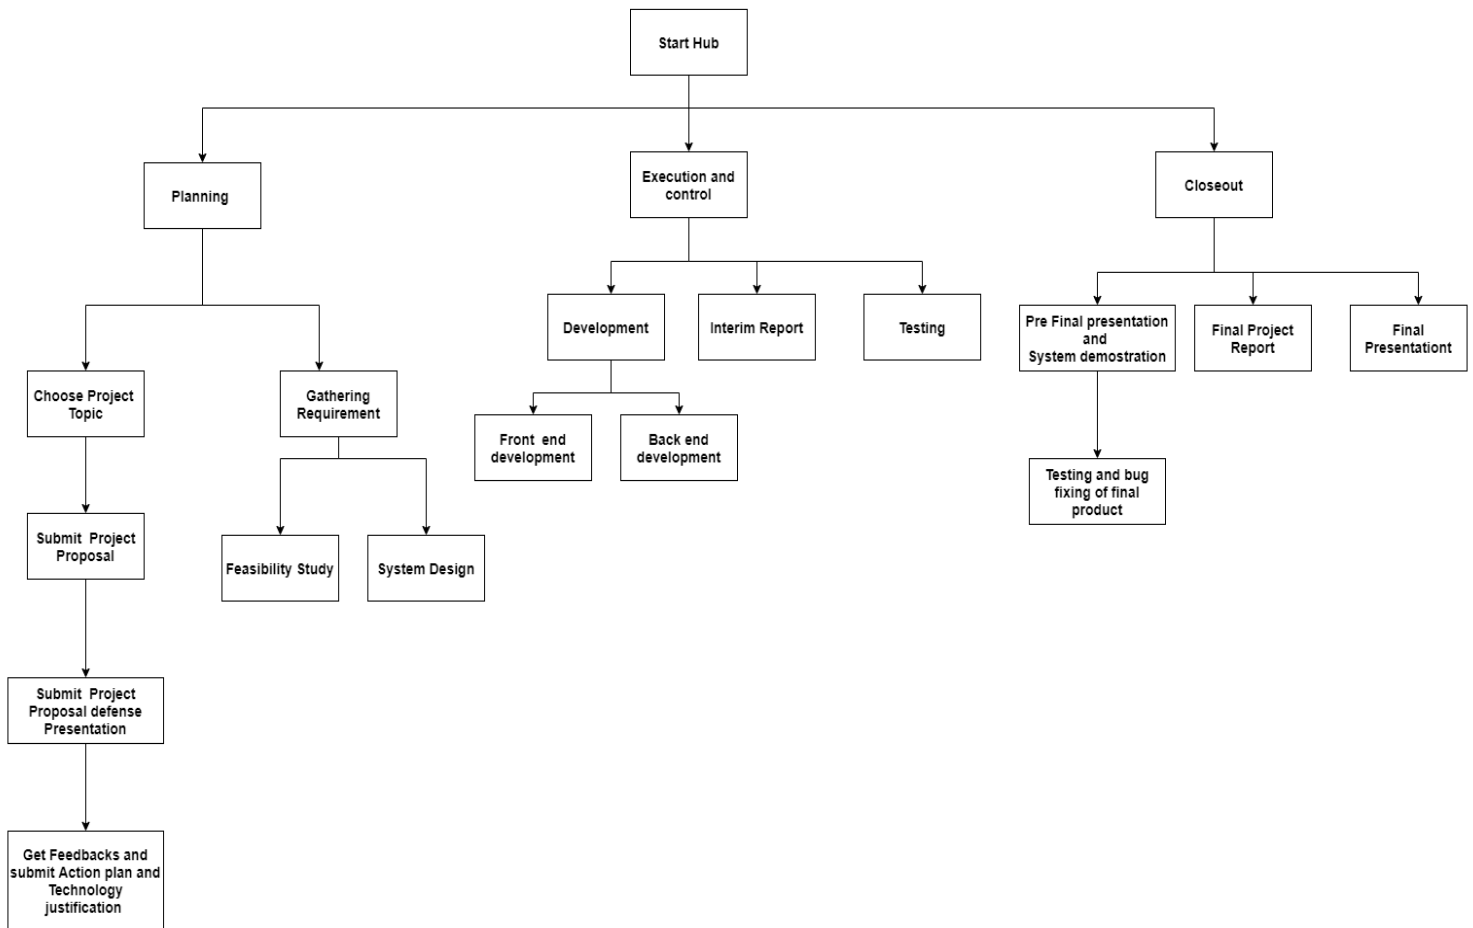 Start Hub
Planning
Execution and
control
Closeout
Choose Project
Topic
Gathering
Requirement
Development
Interim Report
Testing
Pre Final presentation
and
System demostration
Final Project
Report
Final
Presentationt
Submit Project
Proposal
Feasibility Study
System Design
Front end
development
Back end
development
Testing and bug
fixing of final
product
Submit Project
Proposal defense
Presentation
Get Feedbacks and
submit Action plan and
Technology
justification